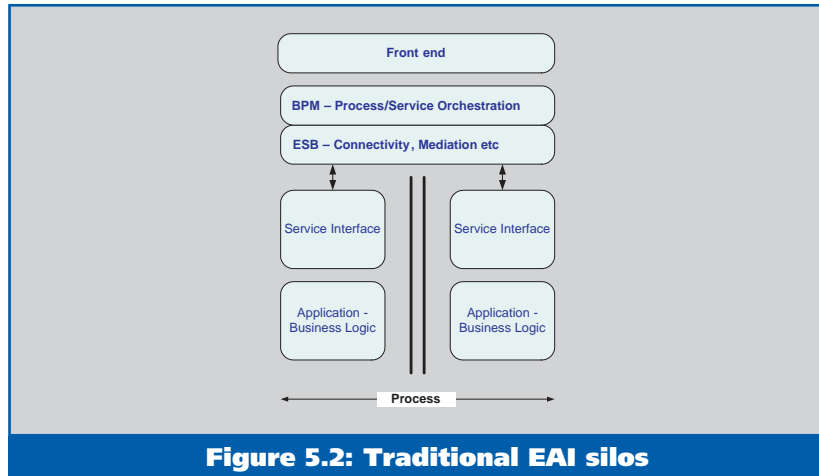 Front end
BPM – Process/Service Orchestration
ESB – Connectivity, Mediation etc
Service Interface
Service Interface
Application -
Business Logic
Application -
Business Logic
Process
Figure 5.2: Traditional EAI silos